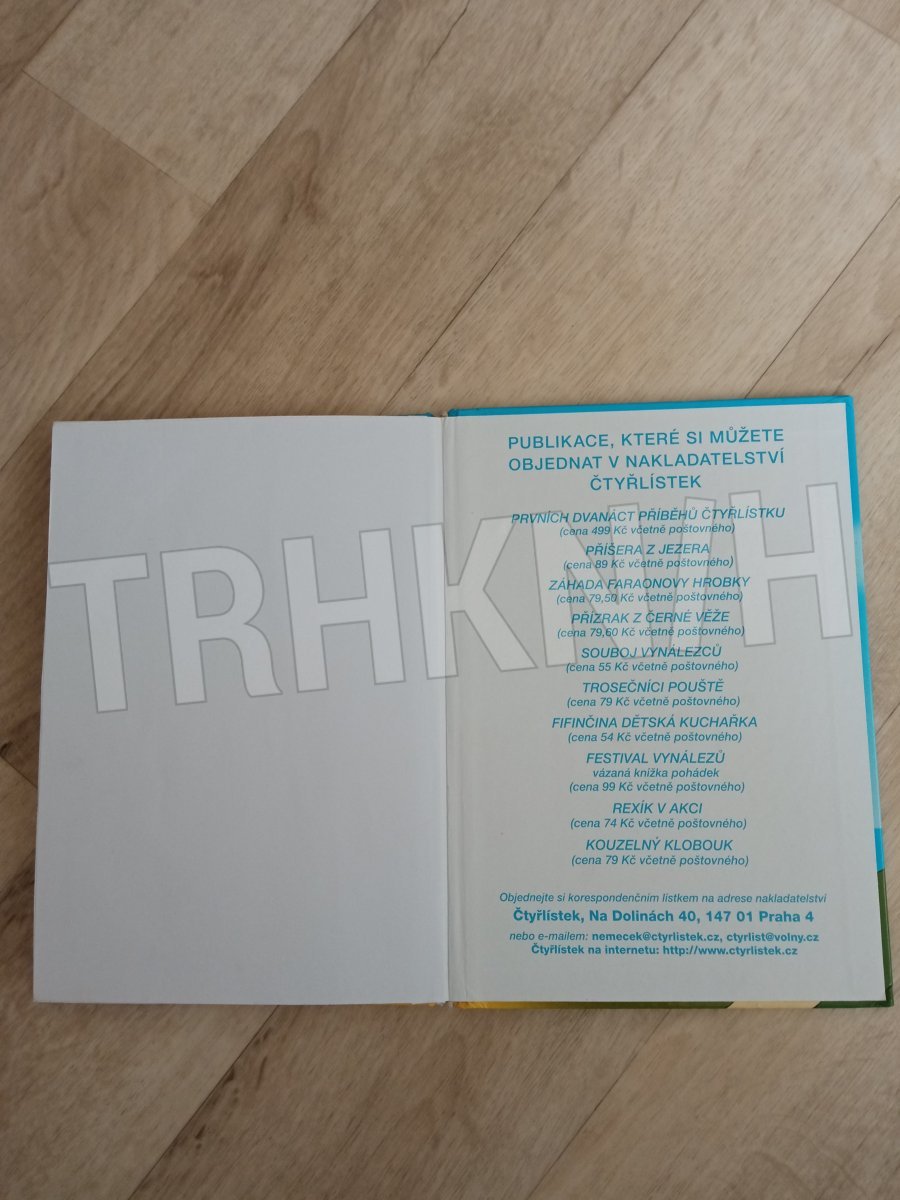 PUBLIKACE, KTERÉ SI MŮŽETE
OBJEDNAT V NAKLADATELSTVÍ
ČTYŘLÍSTEK
PRVNÍCH DVANÁCT PŘÍBĚHŮ ČTYŘLÍSTKU
(cena 499 Kč včetně poštovného)
PŘÍŠERA Z JEZERA
(cena 89 Kč včetně poštovného)
ZÁHADA FARAONOVY HROBKY
(cena 79,50 Kč včetně poštovného)
PŘÍZRAK Z ČERNÉ VĚŽE
(cena 79,60 Kč včetně poštovného)
SOUBOJ VYNÁLEZCŮ
(cena 55 Kč včetně poštovného)
TROSEČNÍCI POUŠTĚ
(cena 79 Kč včetně poštovného)
FIFINČINA DĚTSKÁ KUCHAŘKA
(cena 54 Kč včetně poštovného)
FESTIVAL VYNÁLEZŮ
vázaná knížka pohádek
(cena 99 Kč včetně poštovného)
REXÍK V AKCI
(cena 74 Kč včetně poštovného)
KOUZELNÝ KLOBOUK
(cena 79 Kč včetně poštovného)
Objednejte si korespondenčním lístkem na adrese nakladatelství
Čtyřlístek, Na Dolinách 40, 147 01 Praha 4
nebo e-mailem: nemecek@ctyrlistek.cz, ctyrlist@volny.cz
Čtyřlístek na internetu: http://www.ctyrlistek.cz
TRHKNIH